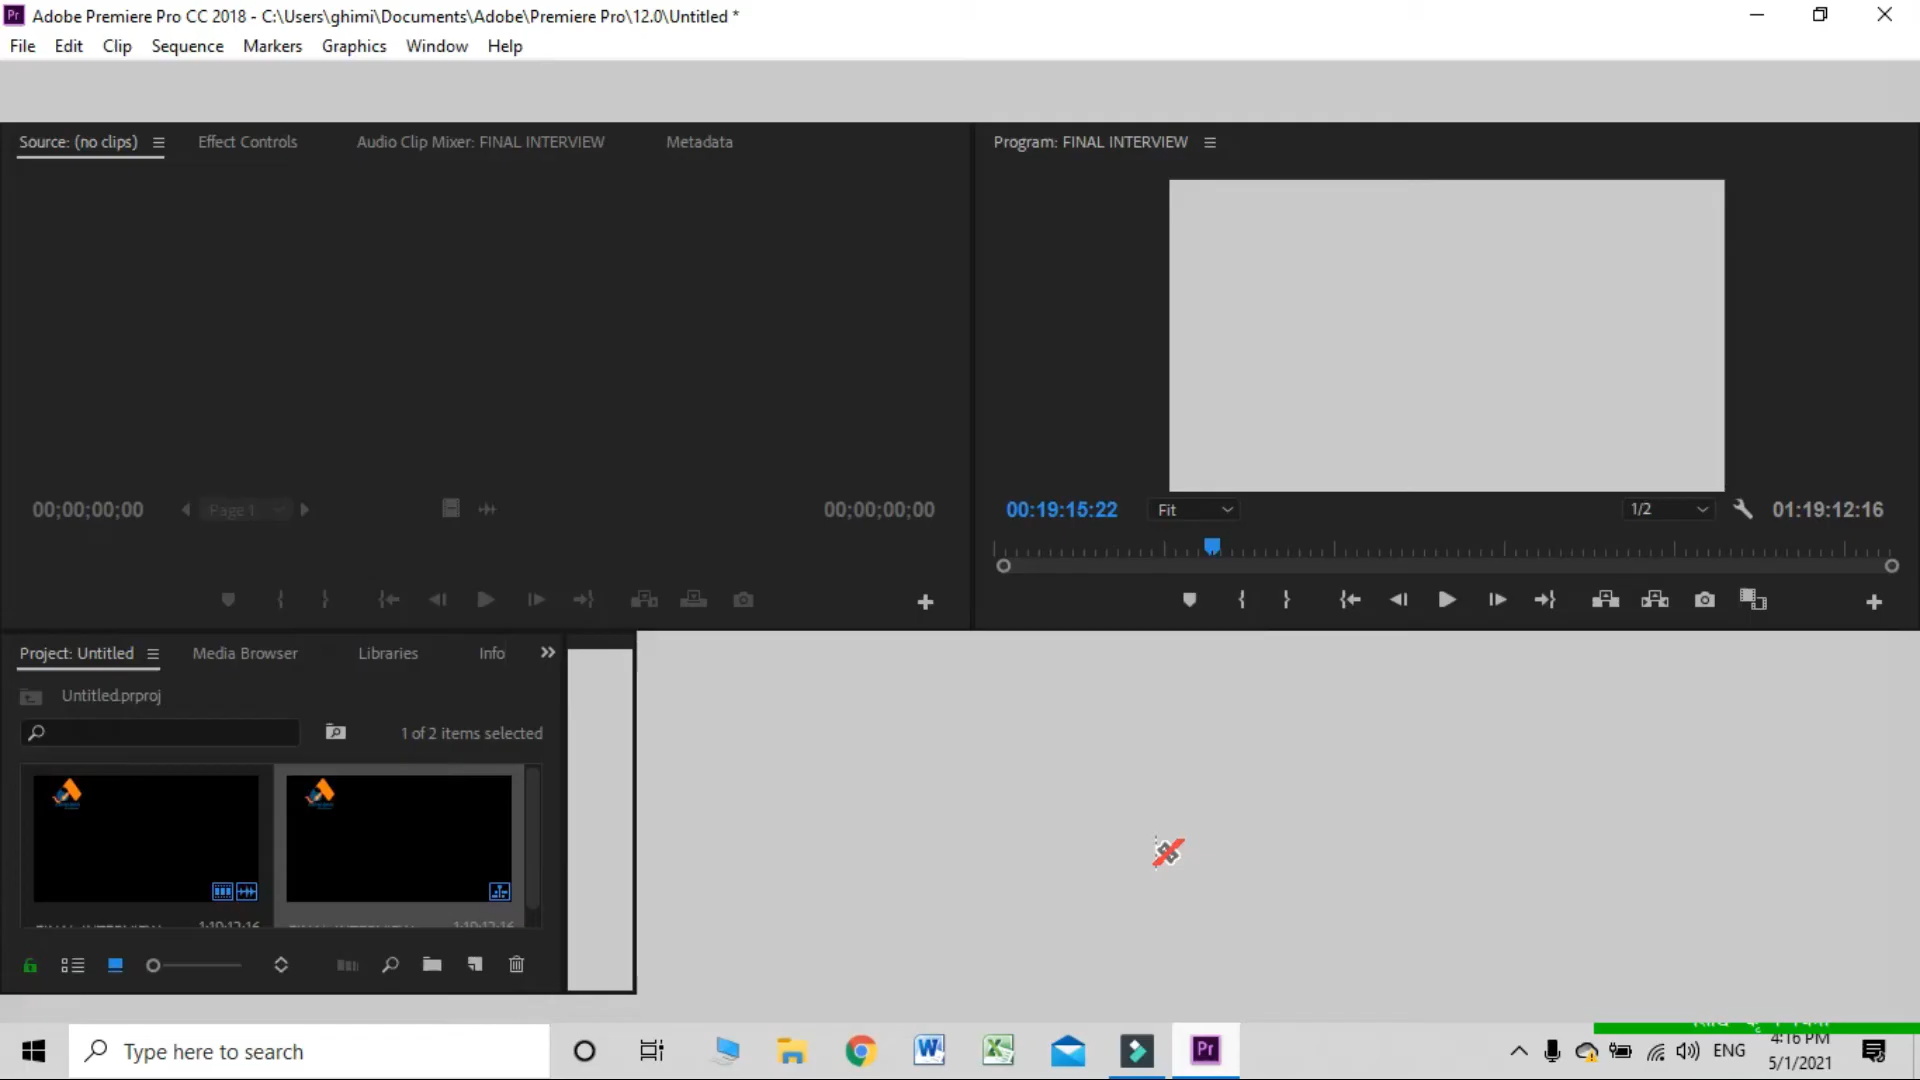 Adobe Premiere Pro CC 2018 - C:\Users\ghimi\Documents\Adobe\Premiere Pro\12.0\Untitled *
File Edit Clip Sequence Markers Graphics Window Help
Source: (no clips) Effect Controls Audio Clip Mixer: FINAL INTERVIEW Metadata
Program: FINAL INTERVIEW
00;00;00;00 Page 1 00;00;00;00
00:19:15:22 Fit 1/2 01:19:12:16
Project: Untitled Media Browser Libraries Info
Untitled.prproj
1 of 2 items selected
Type here to search
Pr
ENG
4:16 PM
5/1/2021